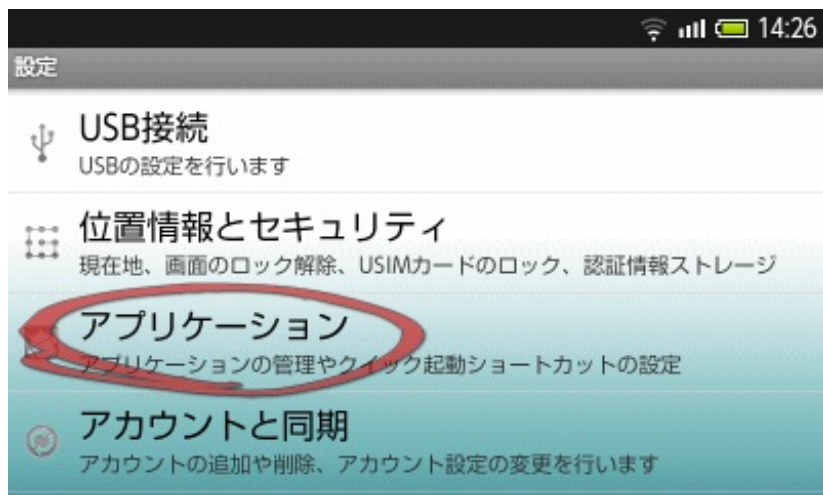 14:26
設定
USB接続
USBの設定を行います
位置情報とセキュリティ
現在地、画面のロック解除、USIMカードのロック、認証情報ストレージ
アプリケーション
アプリケーションの管理やクイック起動ショートカットの設定
アカウントと同期
アカウントの追加や削除、アカウント設定の変更を行います